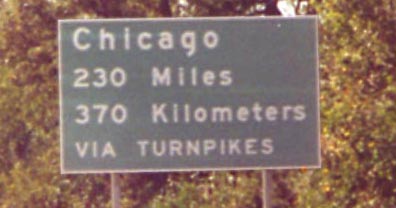 Chicago
230 Miles
370 Kilometers
VIA TURNPIKES